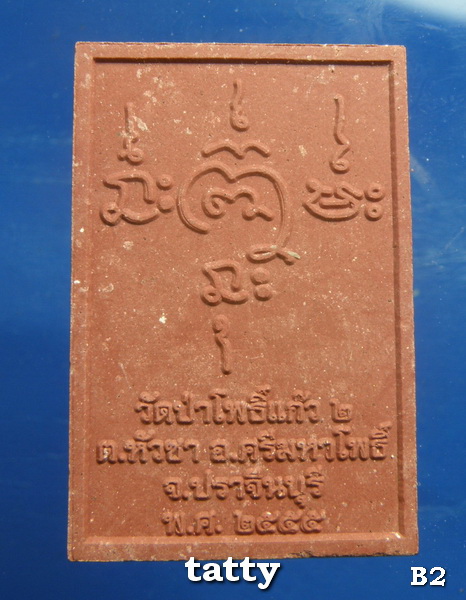 วัดป่าโพธิ์แก้ว ๒
ต.หัวซา อ.ศรีมหาโพธิ์
จ.ปราจีนบุรี
พ.ศ. ๒๕๕๕
tatty
B2